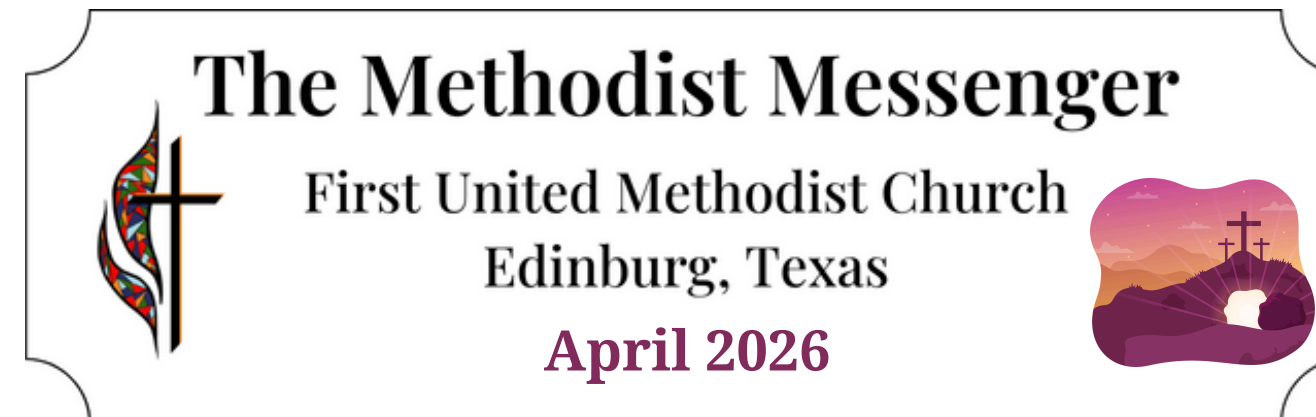 The Methodist Messenger
First United Methodist Church
Edinburg, Texas
April 2026